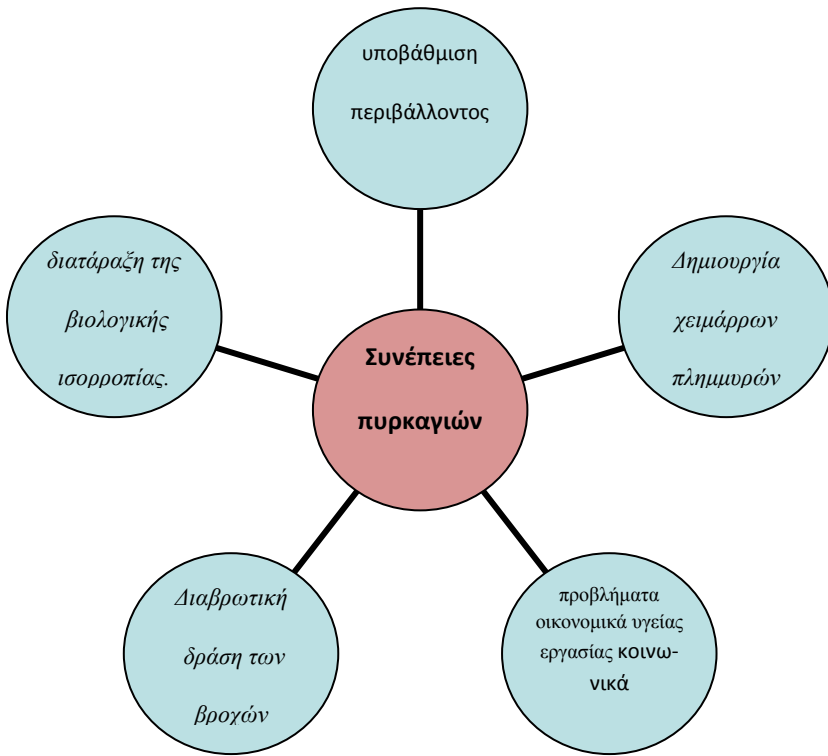 υποβάθμιση
περιβάλλοντος
διατάραξη της
βιολογικής
ισορροπίας.
Δημιουργία
χειμάρρων
πλημμυρών
Συνέπειες
πυρκαγιών
Διαβρωτική
δράση των
βροχών
προβλήματα
οικονομικά υγείας
εργασίας κοινω-
νικά